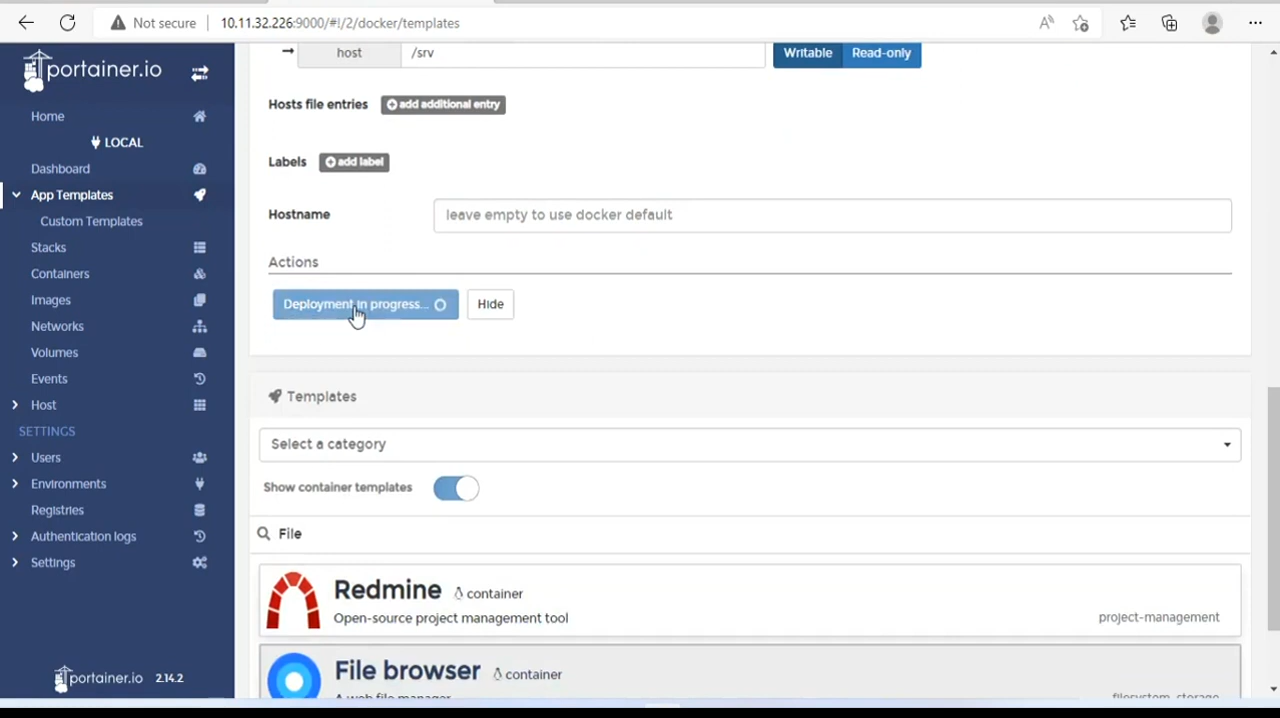 Not secure 10.11.32.226:9000/#!/2/docker/templates
portainer.io
Home
LOCAL
Dashboard
App Templates
Custom Templates
Stacks
Containers
Images
Networks
Volumes
Events
Host
SETTINGS
Users
Environments
Registries
Authentication logs
Settings
portainer.io 2.14.2
host /srv Writable Read-only
Hosts file entries add additional entry
Labels add label
Hostname leave empty to use docker default
Actions
Deployment in progress... Hide
Templates
Select a category
Show container templates
File
Redmine container
Open-source project management tool project-management
File browser container
A web file manager filesystem, storage